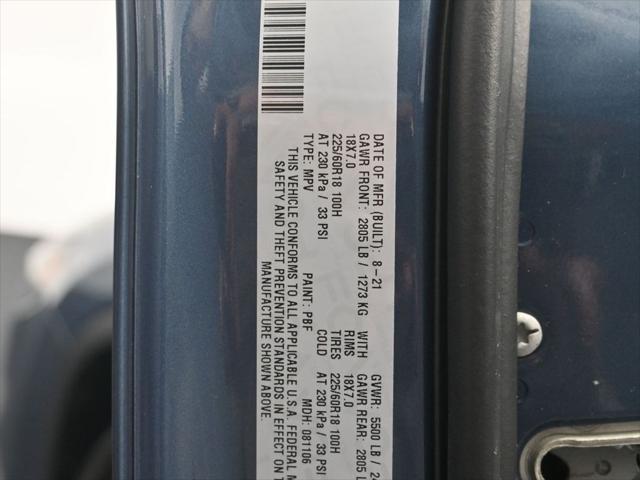 DATE OF MFR (BUILT): 8-21 GVWR: 5500 LB / 24
GAWR FRONT: 2805 LB / 1273 KG WITH GAWR REAR: 2805 L
18X7.0 RIMS 18X7.0
225/60R18 100H TIRES 225/60R18 100H
AT 230 kPa / 33 PSI COLD AT 230 kPa / 33 PSI
TYPE: MPV PAINT: PBF MDH: 081106
THIS VEHICLE CONFORMS TO ALL APPLICABLE U.S.A. FEDERAL M
SAFETY AND THEFT PREVENTION STANDARDS IN EFFECT ON T
MANUFACTURE SHOWN ABOVE.